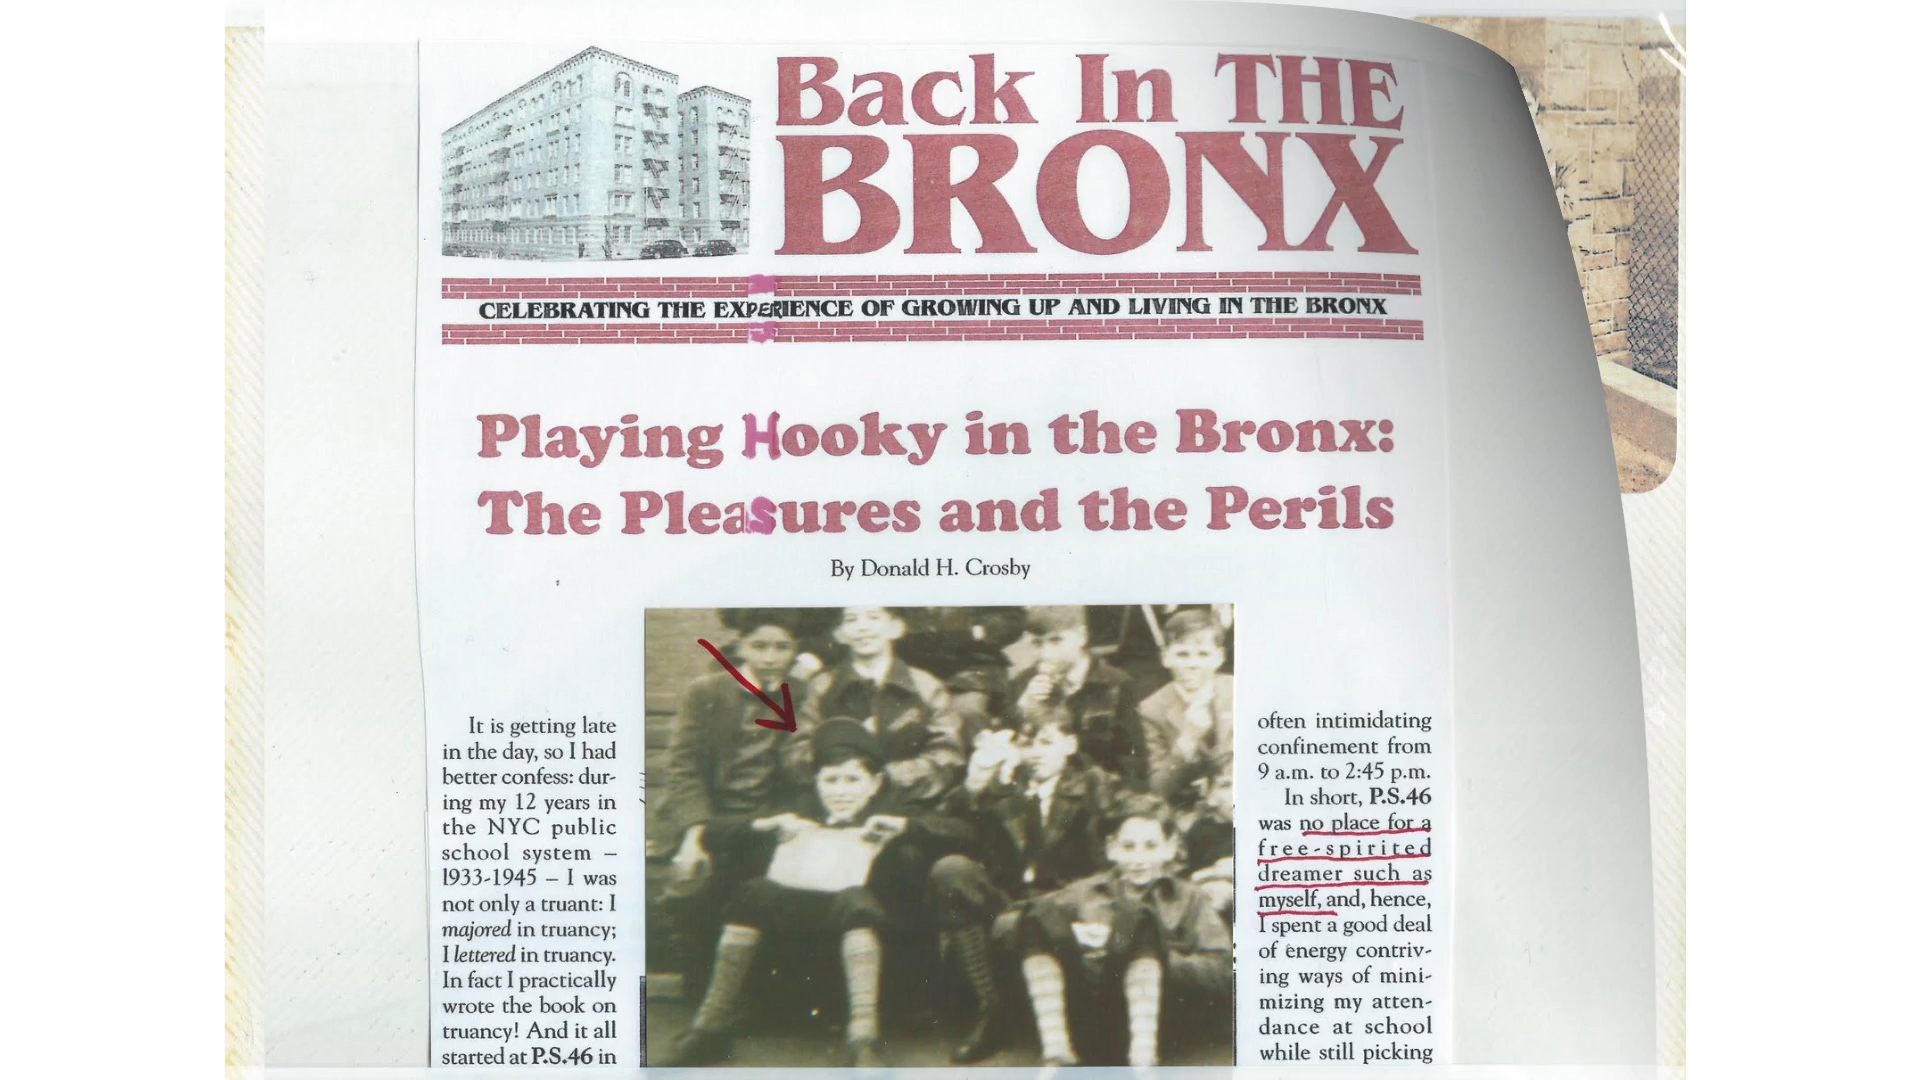 Back In THE
BRONX
CELEBRATING THE EXPERIENCE OF GROWING UP AND LIVING IN THE BRONX
Playing Hooky in the Bronx:
The Pleasures and the Perils
By Donald H. Crosby
It is getting late
in the day, so I had
better confess: dur-
ing my 12 years in
the NYC public
school system –
1933-1945 – I was
not only a truant: I
majored in truancy;
I lettered in truancy.
In fact I practically
wrote the book on
truancy! And it all
started at P.S.46 in
often intimidating
confinement from
9 a.m. to 2:45 p.m.
In short, P.S.46
was no place for a
free-spirited
dreamer such as
myself, and, hence,
I spent a good deal
of energy contriv-
ing ways of mini-
mizing my atten-
dance at school
while still picking